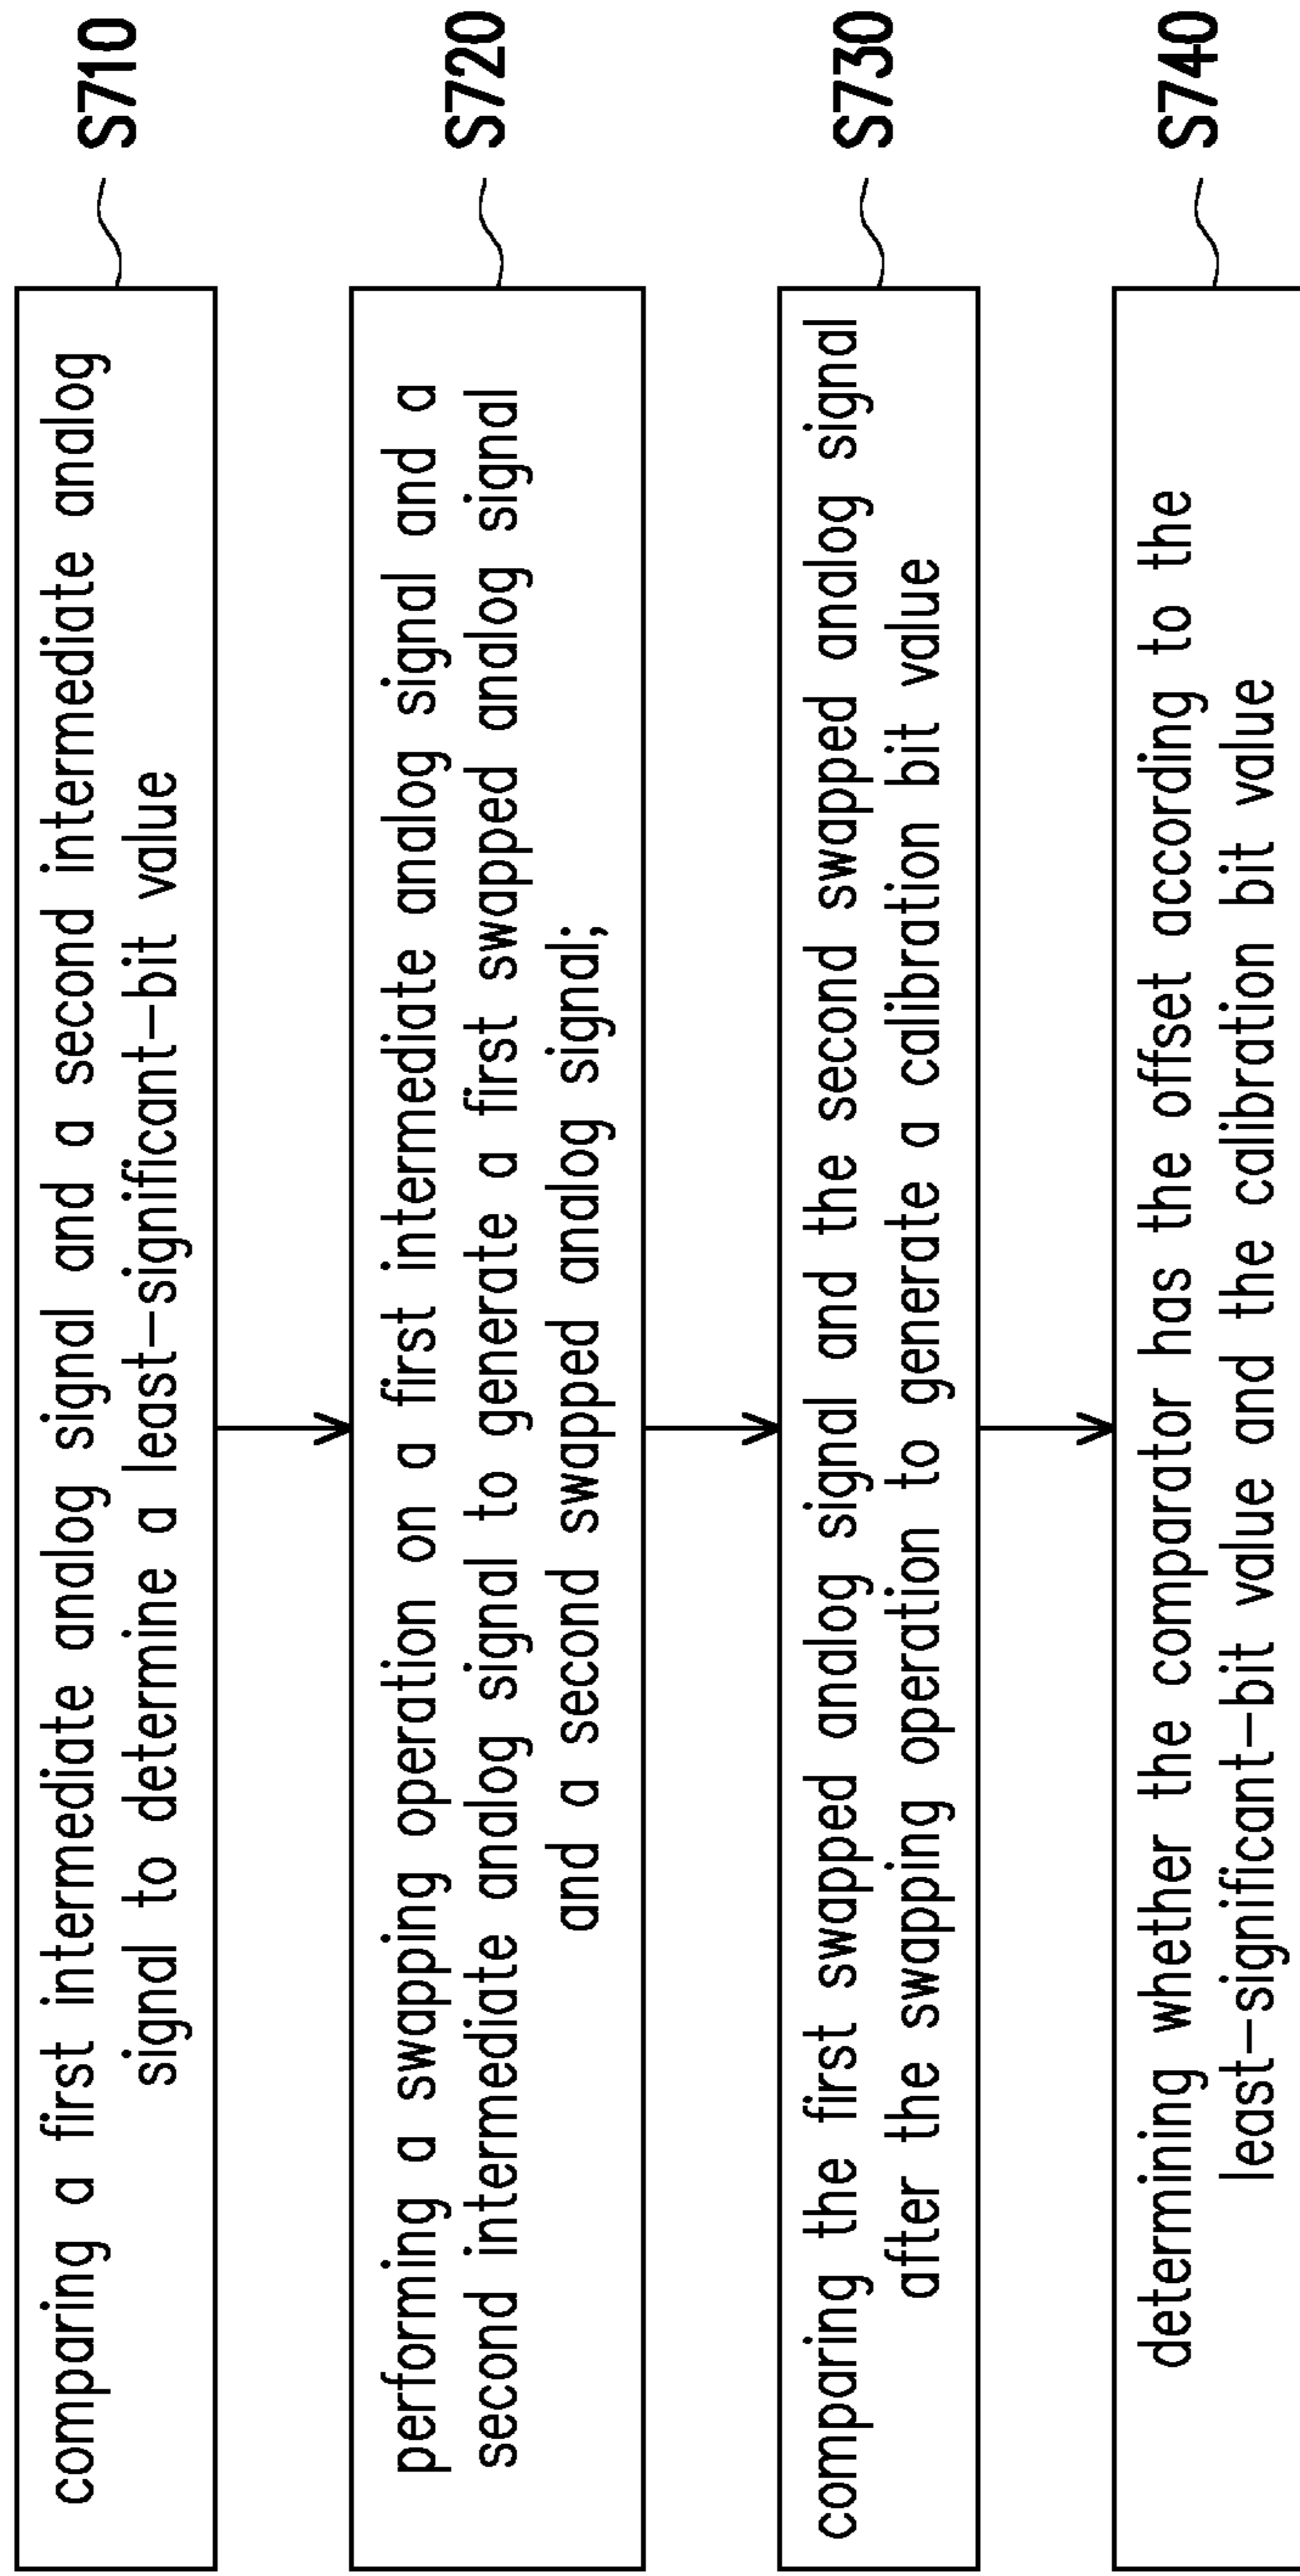 comparing a first intermediate analog signal and a second intermediate analog
signal to determine a least-significant-bit value
S710
performing a swapping operation on a first intermediate analog signal and a
second intermediate analog signal to generate a first swapped analog signal
and a second swapped analog signal;
S720
comparing the first swapped analog signal and the second swapped analog signal
after the swapping operation to generate a calibration bit value
S730
determining whether the comparator has the offset according to the
least-significant-bit value and the calibration bit value
S740